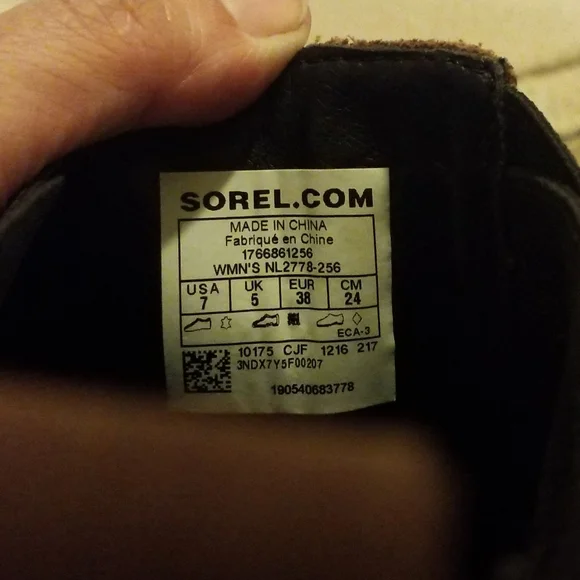 SOREL.COM
MADE IN CHINA
Fabriqué en Chine
1766861256
WMN'S NL2778-256
USA UK EUR CM
7 5 38 24
ECA-3
10175 CJF 1216 217
3NDX7Y5F00207
190540683778